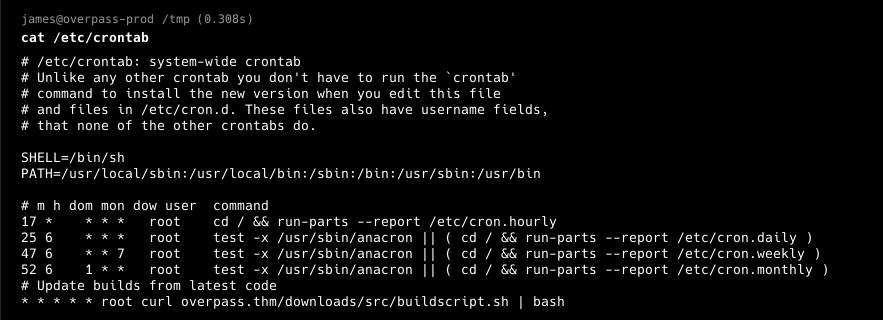 james@overpass-prod /tmp (0.308s)
cat /etc/crontab
# /etc/crontab: system-wide crontab
# Unlike any other crontab you don't have to run the `crontab'
# command to install the new version when you edit this file
# and files in /etc/cron.d. These files also have username fields,
# that none of the other crontabs do.

SHELL=/bin/sh
PATH=/usr/local/sbin:/usr/local/bin:/sbin:/bin:/usr/sbin:/usr/bin

# m h dom mon dow user  command
17 *    * * *   root    cd / && run-parts --report /etc/cron.hourly
25 6    * * *   root    test -x /usr/sbin/anacron || ( cd / && run-parts --report /etc/cron.daily )
47 6    * * 7   root    test -x /usr/sbin/anacron || ( cd / && run-parts --report /etc/cron.weekly )
52 6    1 * *   root    test -x /usr/sbin/anacron || ( cd / && run-parts --report /etc/cron.monthly )
# Update builds from latest code
* * * * * root curl overpass.thm/downloads/src/buildscript.sh | bash